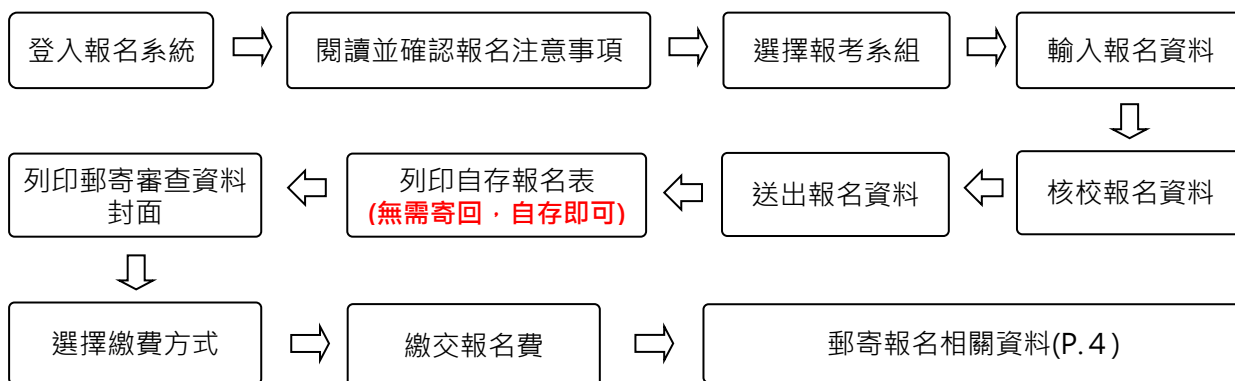 登入報名系統
閱讀並確認報名注意事項
選擇報考系組
輸入報名資料
核校報名資料
送出報名資料
列印自存報名表
(無需寄回，自存即可)
列印郵寄審查資料
封面
選擇繳費方式
繳交報名費
郵寄報名相關資料(P.4)